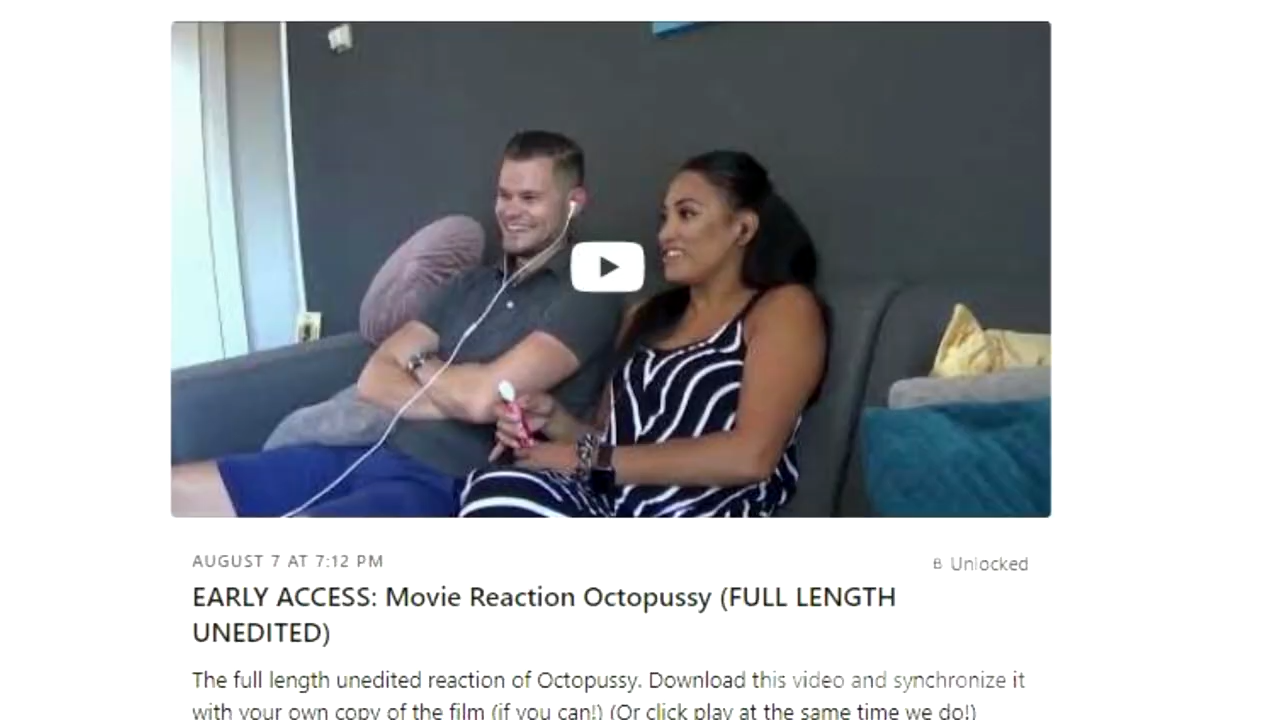 AUGUST 7 AT 7:12 PM
Unlocked
EARLY ACCESS: Movie Reaction Octopussy (FULL LENGTH
UNEDITED)
The full length unedited reaction of Octopussy. Download this video and synchronize it
with your own copy of the film (if you can!) (Or click play at the same time we do!)